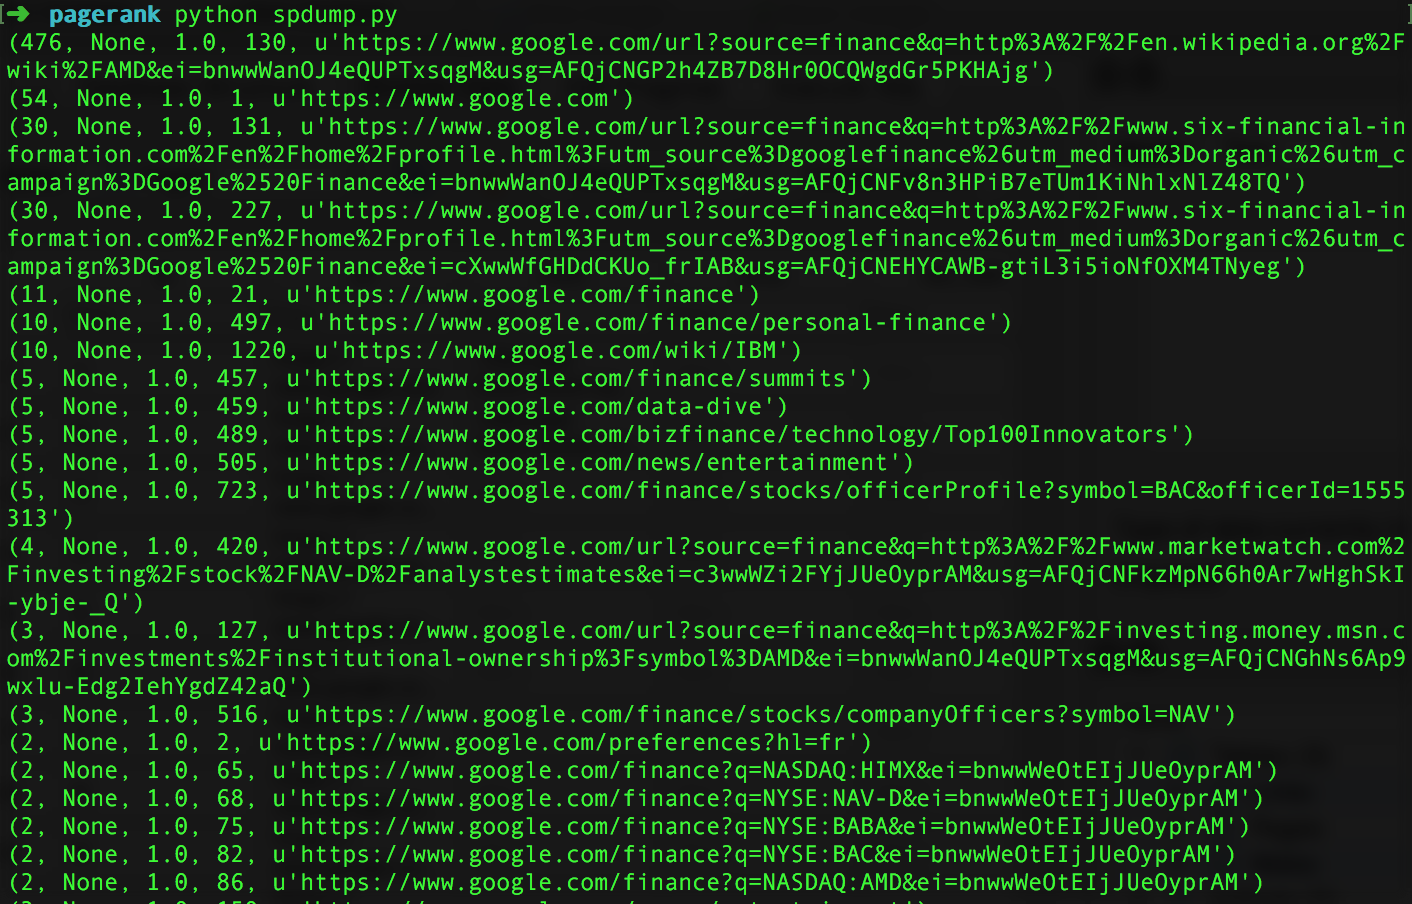 [➜  pagerank python spdump.py ]
(476, None, 1.0, 130, u'https://www.google.com/url?source=finance&q=http%3A%2F%2Fen.wikipedia.org%2F
wiki%2FAMD&ei=bnwwWanOJ4eQUPTxsqgM&usg=AFQjCNGP2h4ZB7D8Hr0OCQWgdGr5PKHAjg')
(54, None, 1.0, 1, u'https://www.google.com')
(30, None, 1.0, 131, u'https://www.google.com/url?source=finance&q=http%3A%2F%2Fwww.six-financial-in
formation.com%2Fen%2Fhome%2Fprofile.html%3Futm_source%3Dgooglefinance%26utm_medium%3Dorganic%26utm_c
ampaign%3DGoogle%2520Finance&ei=bnwwWanOJ4eQUPTxsqgM&usg=AFQjCNFv8n3HPiB7eTUm1KiNhlxNlZ48TQ')
(30, None, 1.0, 227, u'https://www.google.com/url?source=finance&q=http%3A%2F%2Fwww.six-financial-in
formation.com%2Fen%2Fhome%2Fprofile.html%3Futm_source%3Dgooglefinance%26utm_medium%3Dorganic%26utm_c
ampaign%3DGoogle%2520Finance&ei=cXwwWfGHDdCKUo_frIAB&usg=AFQjCNEHYCAWB-gtiL3i5ioNfOXM4TNyeg')
(11, None, 1.0, 21, u'https://www.google.com/finance')
(10, None, 1.0, 497, u'https://www.google.com/finance/personal-finance')
(10, None, 1.0, 1220, u'https://www.google.com/wiki/IBM')
(5, None, 1.0, 457, u'https://www.google.com/finance/summits')
(5, None, 1.0, 459, u'https://www.google.com/data-dive')
(5, None, 1.0, 489, u'https://www.google.com/bizfinance/technology/Top100Innovators')
(5, None, 1.0, 505, u'https://www.google.com/news/entertainment')
(5, None, 1.0, 723, u'https://www.google.com/finance/stocks/officerProfile?symbol=BAC&officerId=1555
313')
(4, None, 1.0, 420, u'https://www.google.com/url?source=finance&q=http%3A%2F%2Fwww.marketwatch.com%2
Finvesting%2Fstock%2FNAV-D%2Fanalystestimates&ei=c3wwWZi2FYjJUeOyprAM&usg=AFQjCNFkzMpN66h0Ar7wHghSkI
-ybje-_Q')
(3, None, 1.0, 127, u'https://www.google.com/url?source=finance&q=http%3A%2F%2Finvesting.money.msn.c
om%2Finvestments%2Finstitutional-ownership%3Fsymbol%3DAMD&ei=bnwwWanOJ4eQUPTxsqgM&usg=AFQjCNGhNs6Ap9
wxlu-Edg2IehYgdZ42aQ')
(3, None, 1.0, 516, u'https://www.google.com/finance/stocks/companyOfficers?symbol=NAV')
(2, None, 1.0, 2, u'https://www.google.com/preferences?hl=fr')
(2, None, 1.0, 65, u'https://www.google.com/finance?q=NASDAQ:HIMX&ei=bnwwWeOtEIjJUeOyprAM')
(2, None, 1.0, 68, u'https://www.google.com/finance?q=NYSE:NAV-D&ei=bnwwWeOtEIjJUeOyprAM')
(2, None, 1.0, 75, u'https://www.google.com/finance?q=NYSE:BABA&ei=bnwwWeOtEIjJUeOyprAM')
(2, None, 1.0, 82, u'https://www.google.com/finance?q=NYSE:BAC&ei=bnwwWeOtEIjJUeOyprAM')
(2, None, 1.0, 86, u'https://www.google.com/finance?q=NASDAQ:AMD&ei=bnwwWeOtEIjJUeOyprAM')